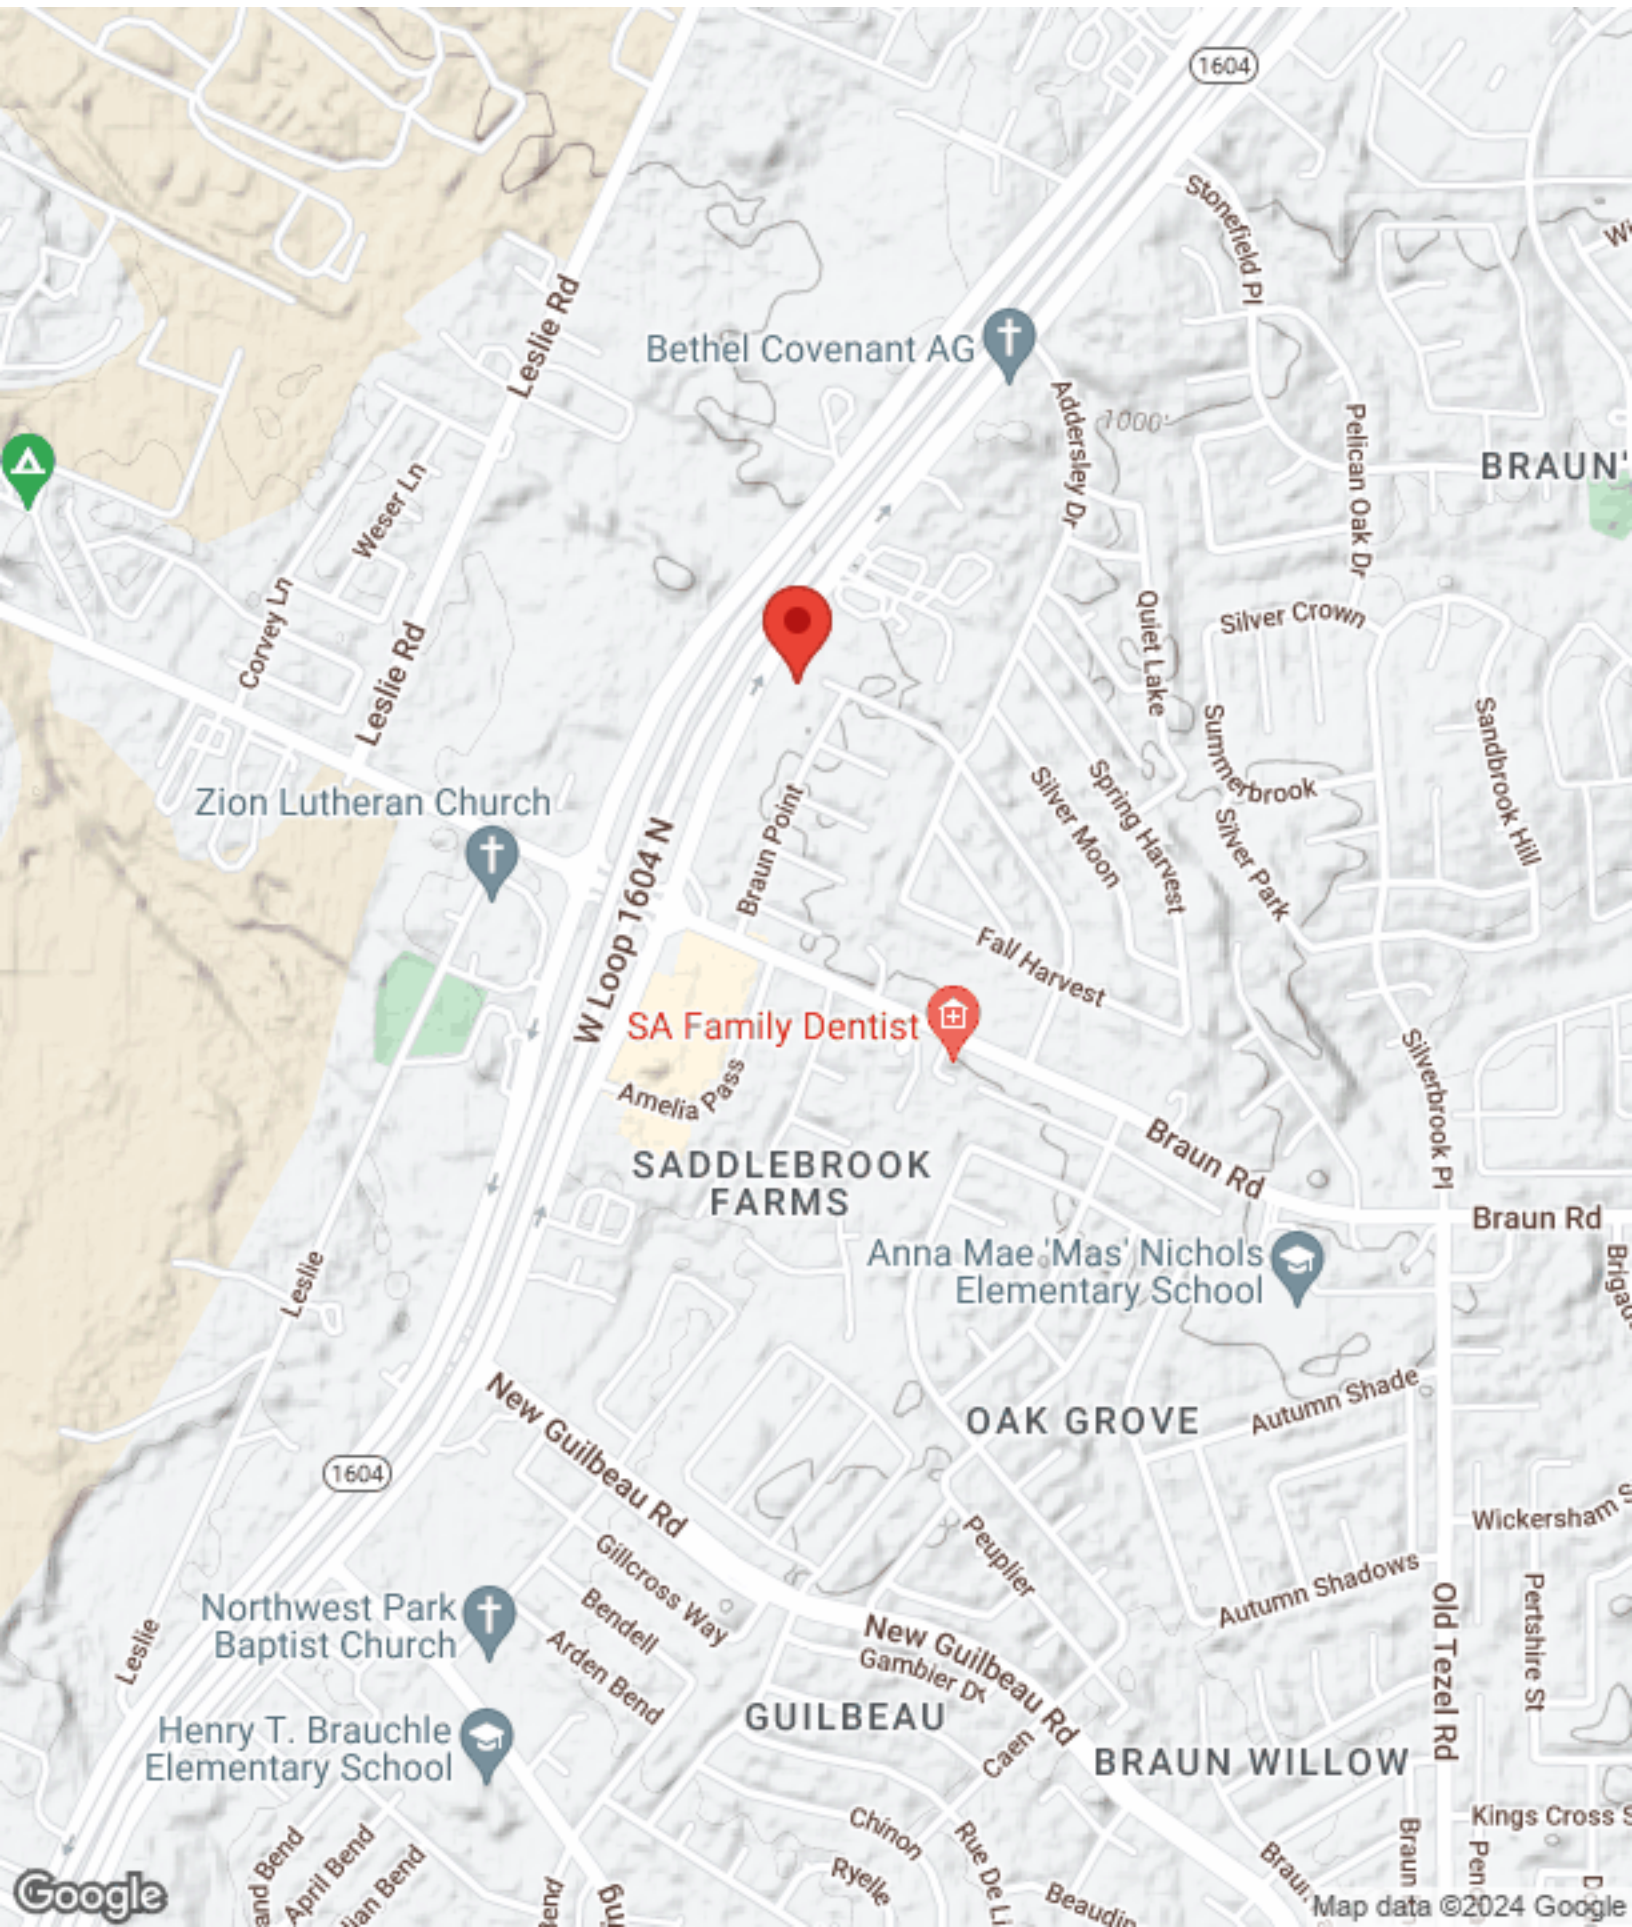 1604
Stonefield Pl
Leslie Rd
Bethel Covenant AG
Addersley Dr
1000'
Pelican Oak Dr
BRAUN'
Weser Ln
Corvey Ln
Leslie Rd
Quiet Lake
Silver Crown
Summerbrook
Sandbrook Hill
Silver Moon
Spring Harvest
Silver Park
Zion Lutheran Church
Braun Point
W Loop 1604 N
Fall Harvest
SA Family Dentist
Amelia Pass
Silverbrook Pl
Braun Rd
SADDLEBROOK
FARMS
Braun Rd
Anna Mae 'Mas' Nichols
Elementary School
Leslie
New Guilbeau Rd
Autumn Shade
OAK GROVE
1604
Wickersham
Peuplier
Gillcross Way
Autumn Shadows
Pertshire St
Old Tezel Rd
Northwest Park
Baptist Church
Bendell
Arden Bend
Leslie
New Guilbeau Rd
Gambier Dr
GUILBEAU
Caen
BRAUN WILLOW
Henry T. Brauchle
Elementary School
Kings Cross S
Chinon
Rue De Li
Ryelle
Braun
April Bend
Google
Map data ©2024 Google